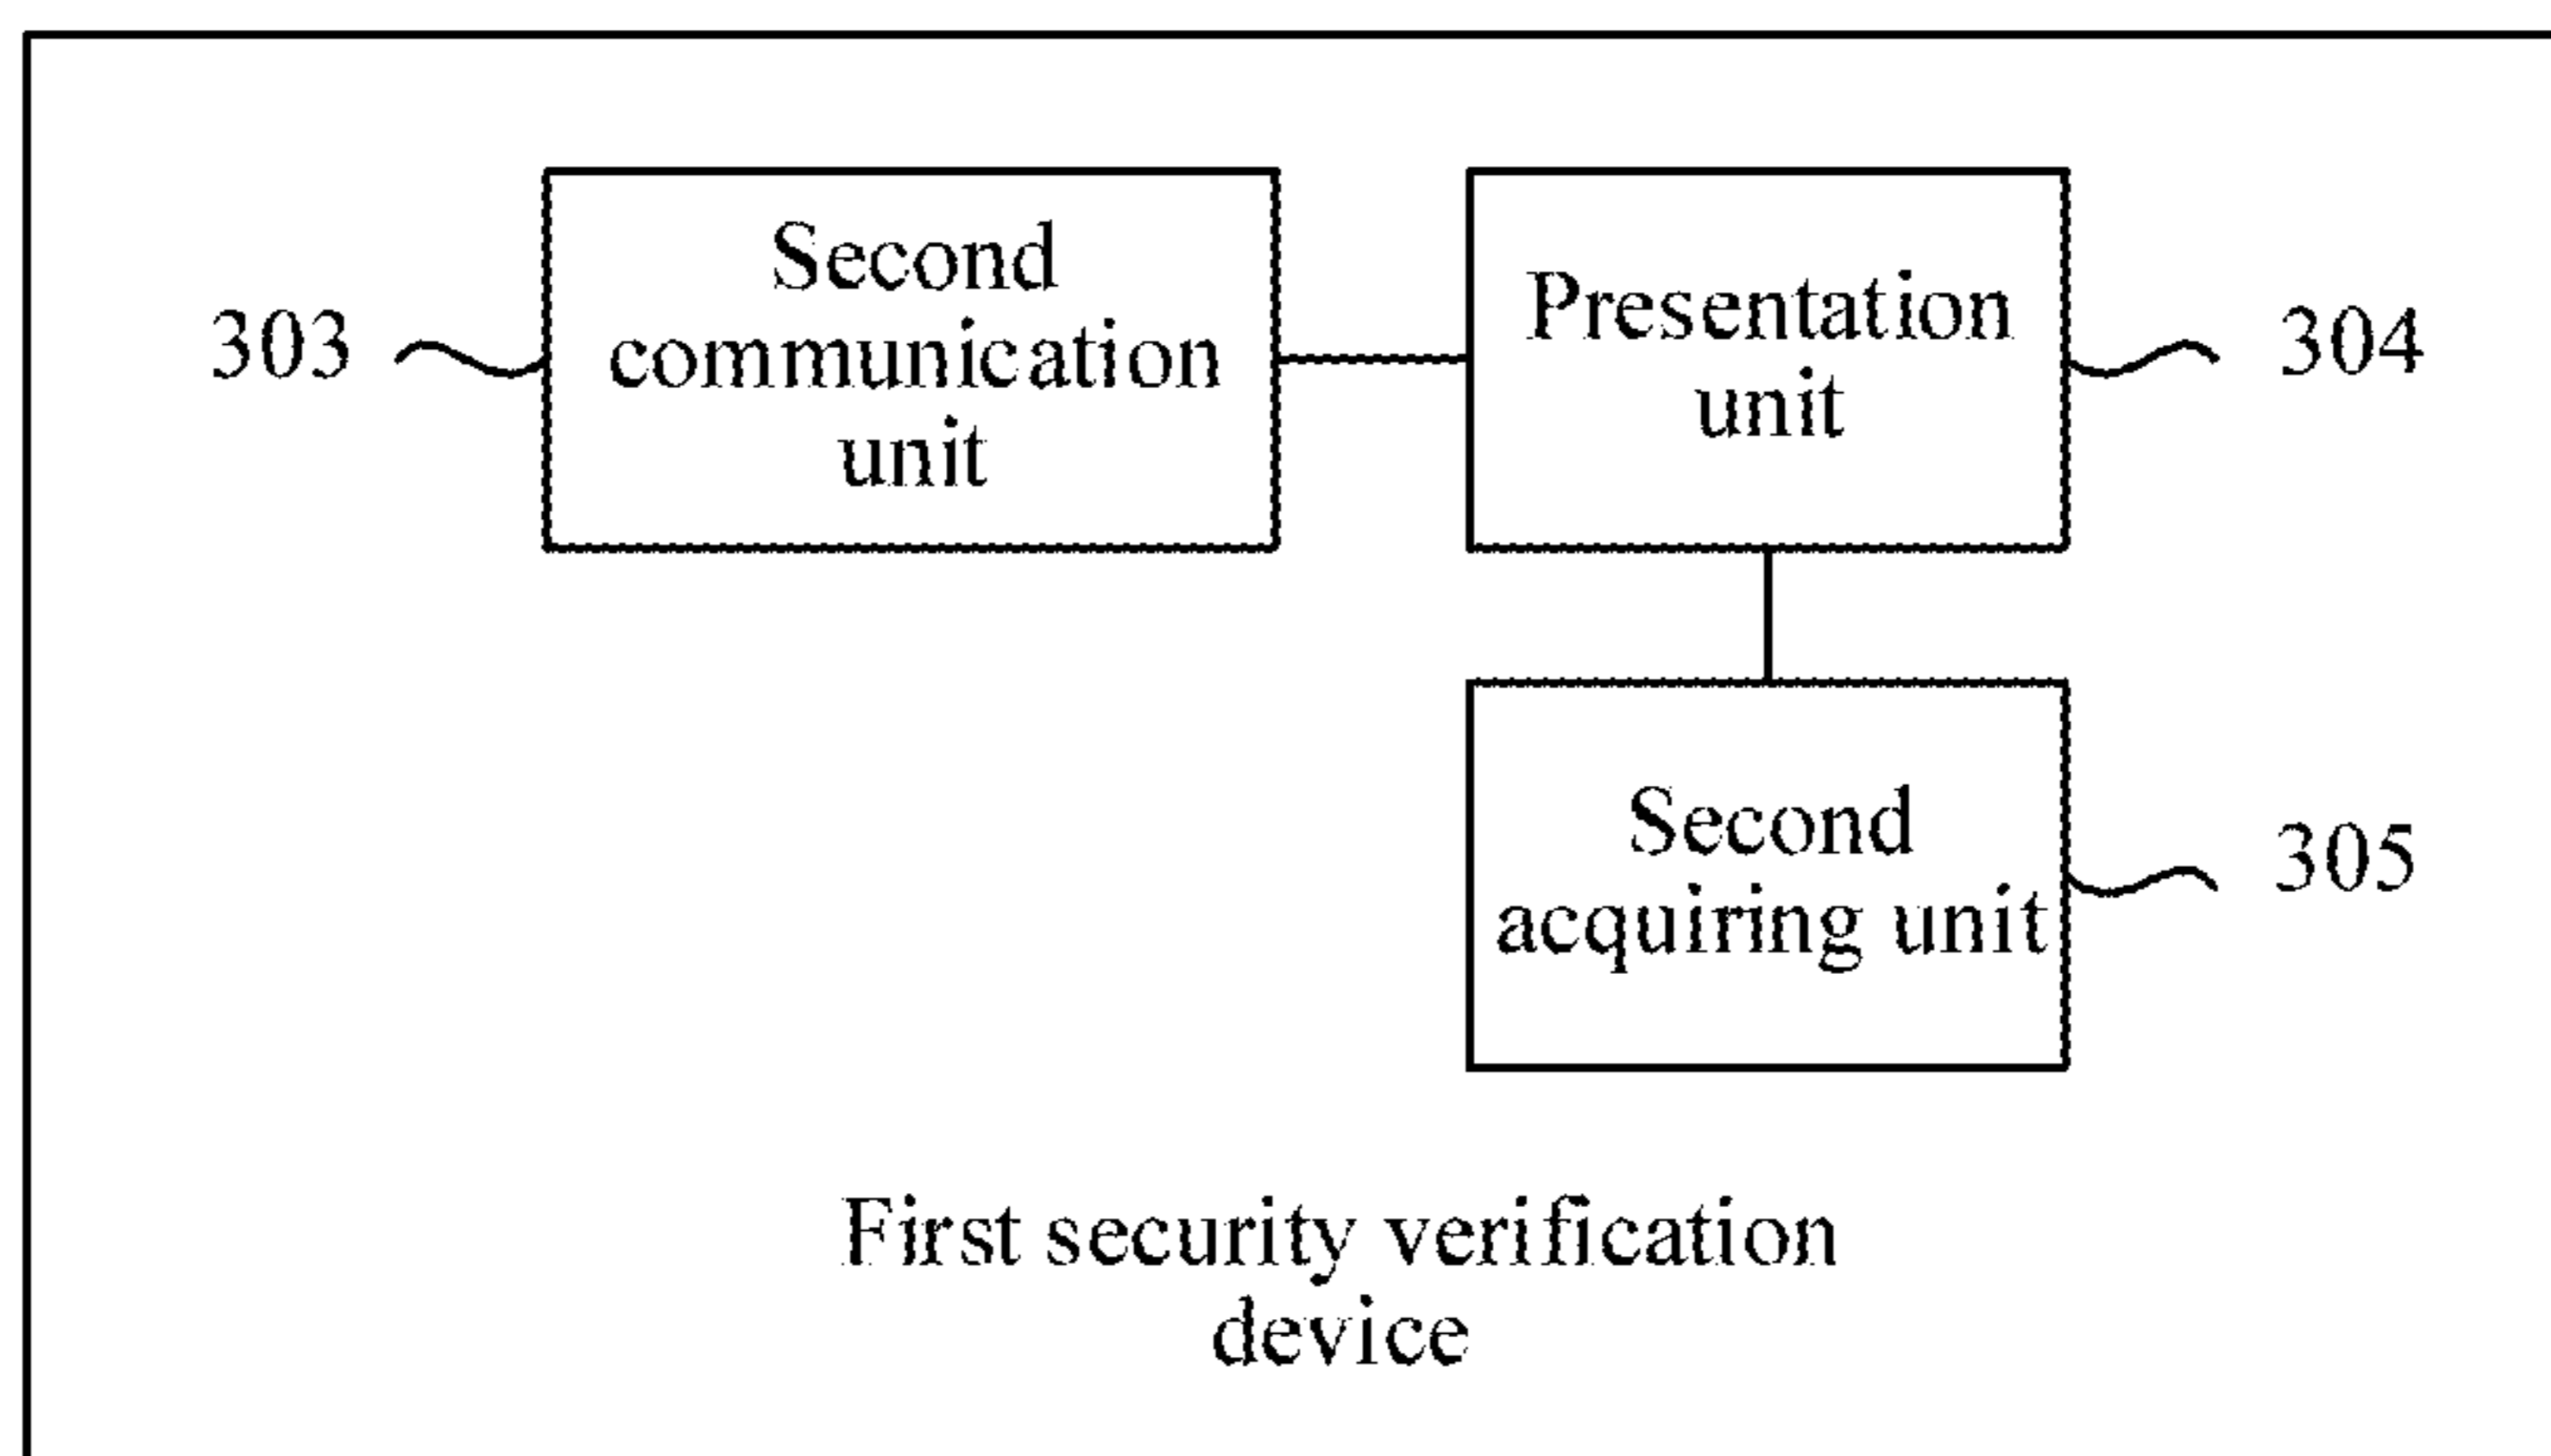 Second
communication
unit
303
Presentation
unit
304
Second
acquiring unit
305
First security verification
device